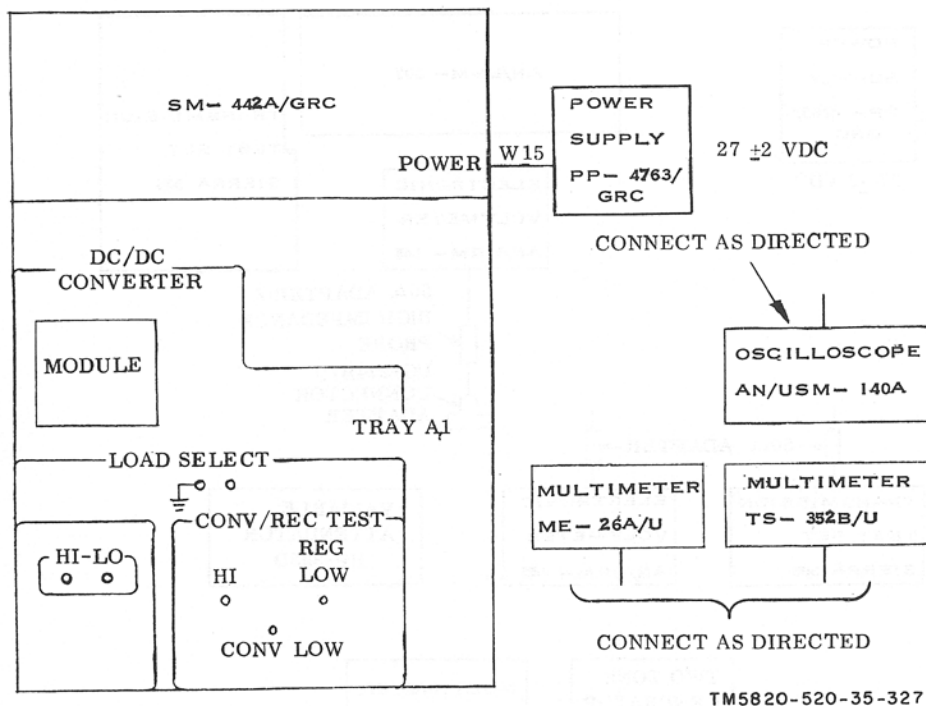 SM-442A/GRC
POWER
W15
POWER
SUPPLY
PP-4763/
GRC
27 ±2 VDC
CONNECT AS DIRECTED
DC/DC
CONVERTER
MODULE
OSCILLOSCOPE
AN/USM-140A
TRAY A1
LOAD SELECT
CONV/REC TEST
HI-LO
REG
HI
LOW
CONV LOW
MULTIMETER
ME-26A/U
MULTIMETER
TS-352B/U
CONNECT AS DIRECTED
TM5820-520-35-327